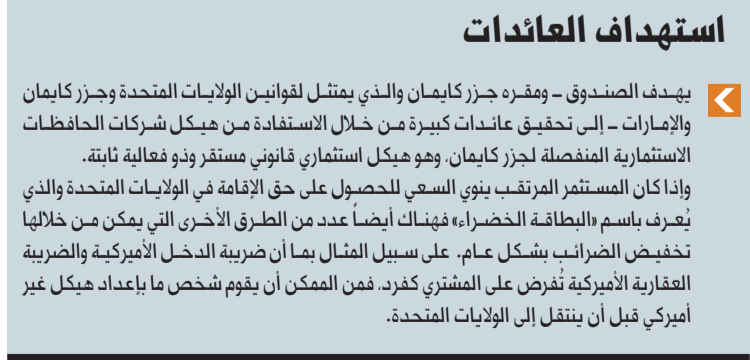 استهداف العائدات
يهدف الصندوق – ومقره جزر كايمان والذي يمتثل لقوانين الولايات المتحدة وجزر كايمان
والإمارات – إلى تحقيق عائدات كبيرة من خلال الاستفادة من هيكل شركات الحافظات
الاستثمارية المنفصلة لجزر كايمان، وهو هيكل استثماري قانوني مستقر وذو فعالية ثابتة.
وإذا كان المستثمر المرتقب ينوي السعي للحصول على حق الإقامة في الولايات المتحدة والذي
يُعرف باسم «البطاقة الخضراء» فهناك أيضاً عدد من الطرق الأخرى التي يمكن من خلالها
تخفيض الضرائب بشكل عام. على سبيل المثال بما أن ضريبة الدخل الأميركية والضريبة
العقارية الأميركية تُفرض على المشتري كفرد، فمن الممكن أن يقوم شخص ما بإعداد هيكل غير
أميركي قبل أن ينتقل إلى الولايات المتحدة.